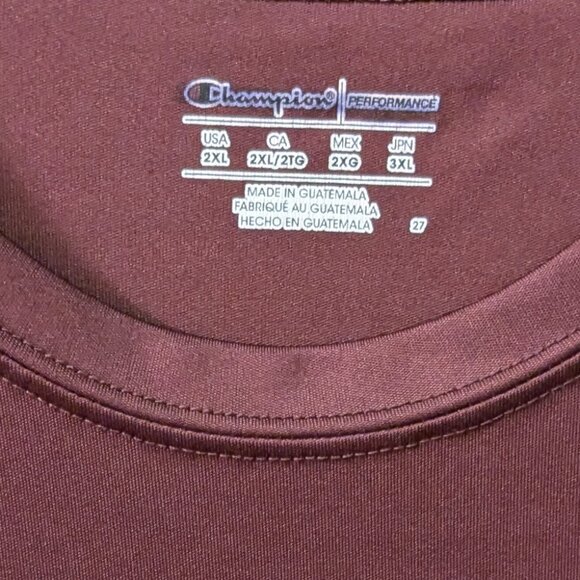 Champion® PERFORMANCE
USA CA MEX JPN
2XL 2XL/2TG 2XG 3XL
MADE IN GUATEMALA
FABRIQUÉ AU GUATEMALA
HECHO EN GUATEMALA 27